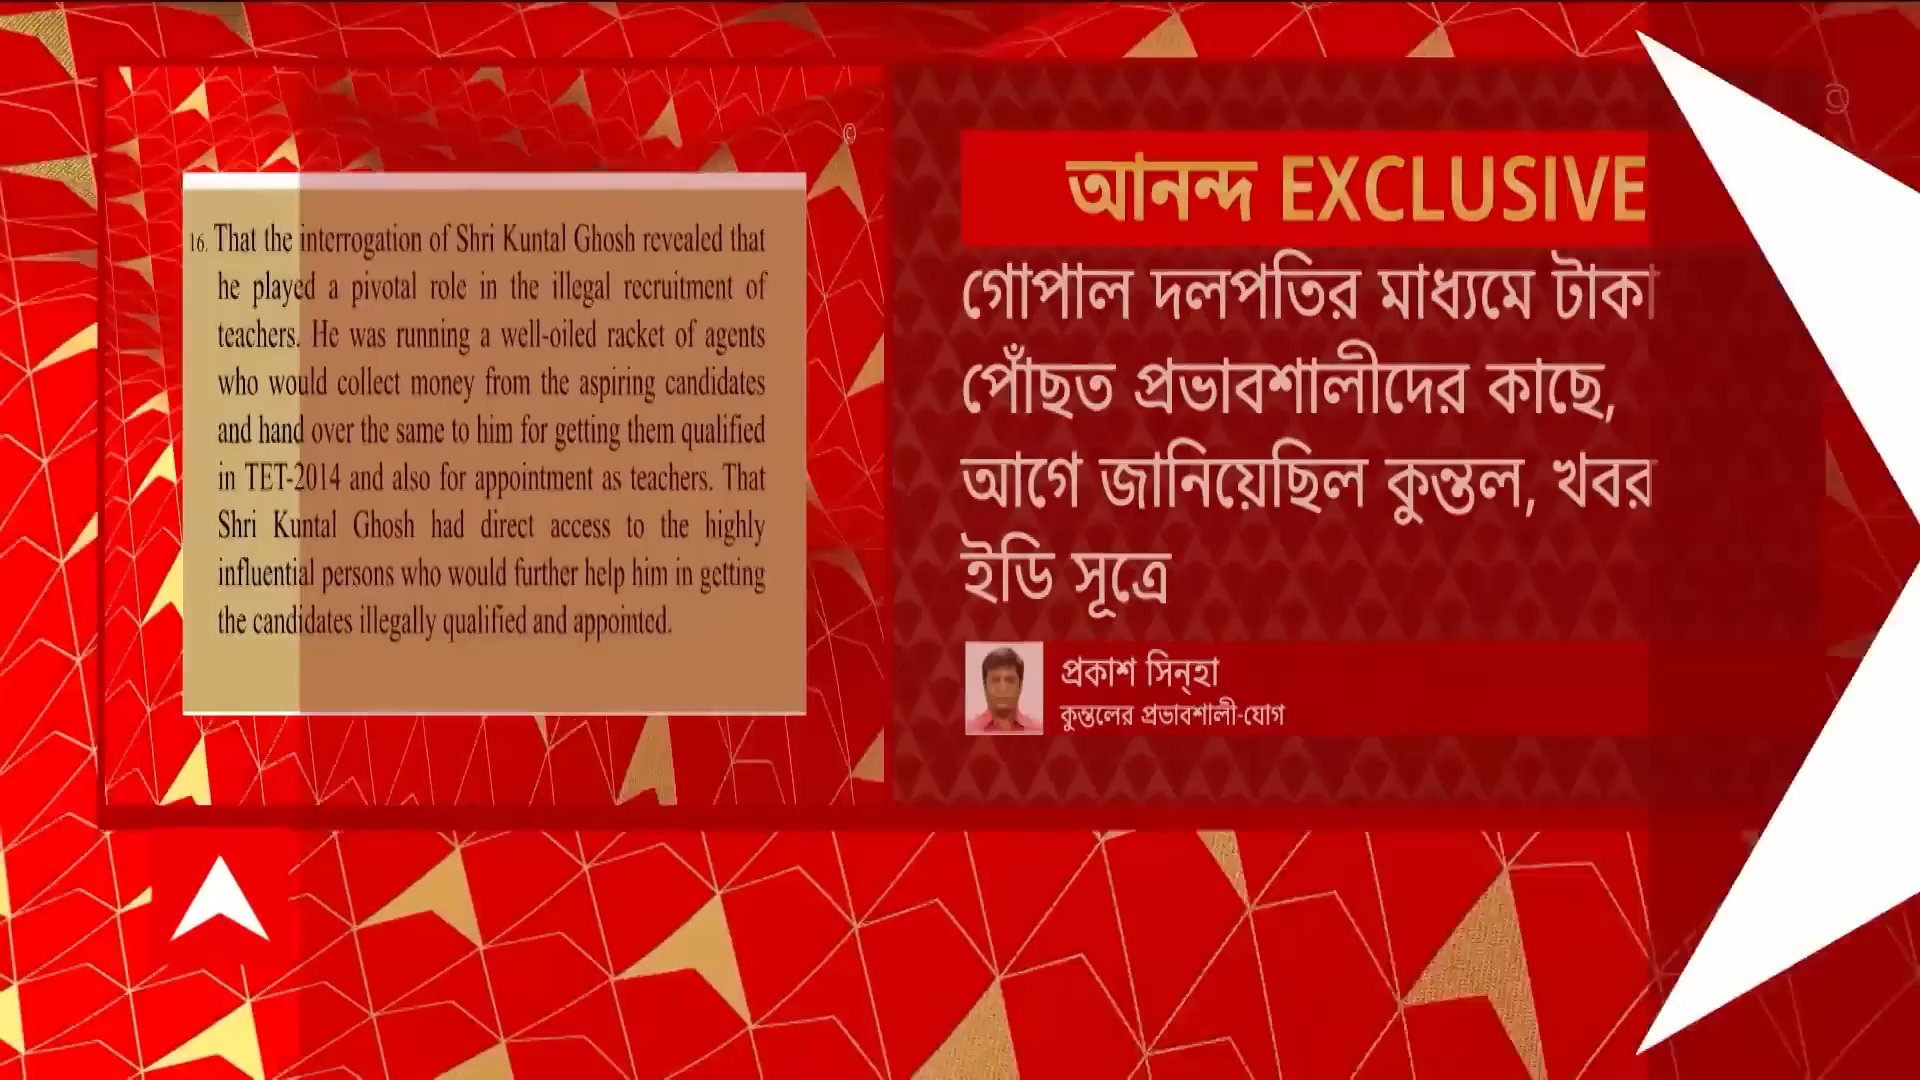 16. That the interrogation of Shri Kuntal Ghosh revealed that
he played a pivotal role in the illegal recruitment of
teachers. He was running a well-oiled racket of agents
who would collect money from the aspiring candidates
and hand over the same to him for getting them qualified
in TET-2014 and also for appointment as teachers. That
Shri Kuntal Ghosh had direct access to the highly
influential persons who would further help him in getting
the candidates illegally qualified and appointed.
©
আনন্দ EXCLUSIVE
গোপাল দলপতির মাধ্যমে টাকা
পৌঁছত প্রভাবশালীদের কাছে,
আগে জানিয়েছিল কুন্তল, খবর
ইডি সূত্রে
প্রকাশ সিন্‌হা
কুন্তলের প্রভাবশালী-যোগ
©